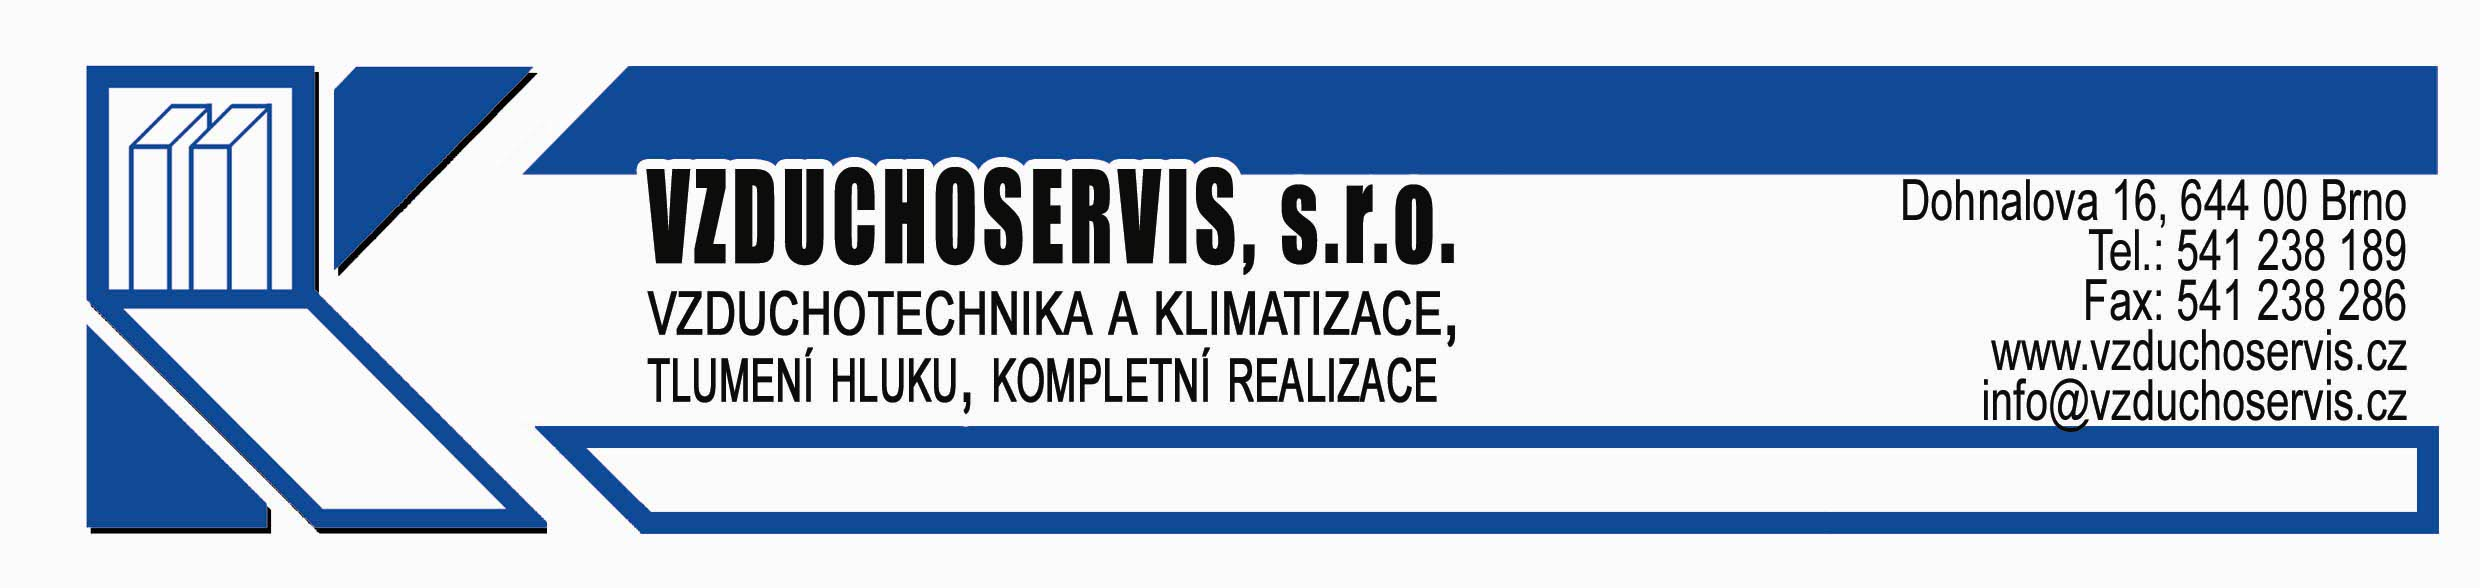 VZDUCHOSERVIS, s.r.o.
VZDUCHOTECHNIKA A KLIMATIZACE,
TLUMENÍ HLUKU, KOMPLETNÍ REALIZACE
Dohnalova 16, 644 00 Brno
Tel.: 541 238 189
Fax: 541 238 286
www.vzduchoservis.cz
info@vzduchoservis.cz